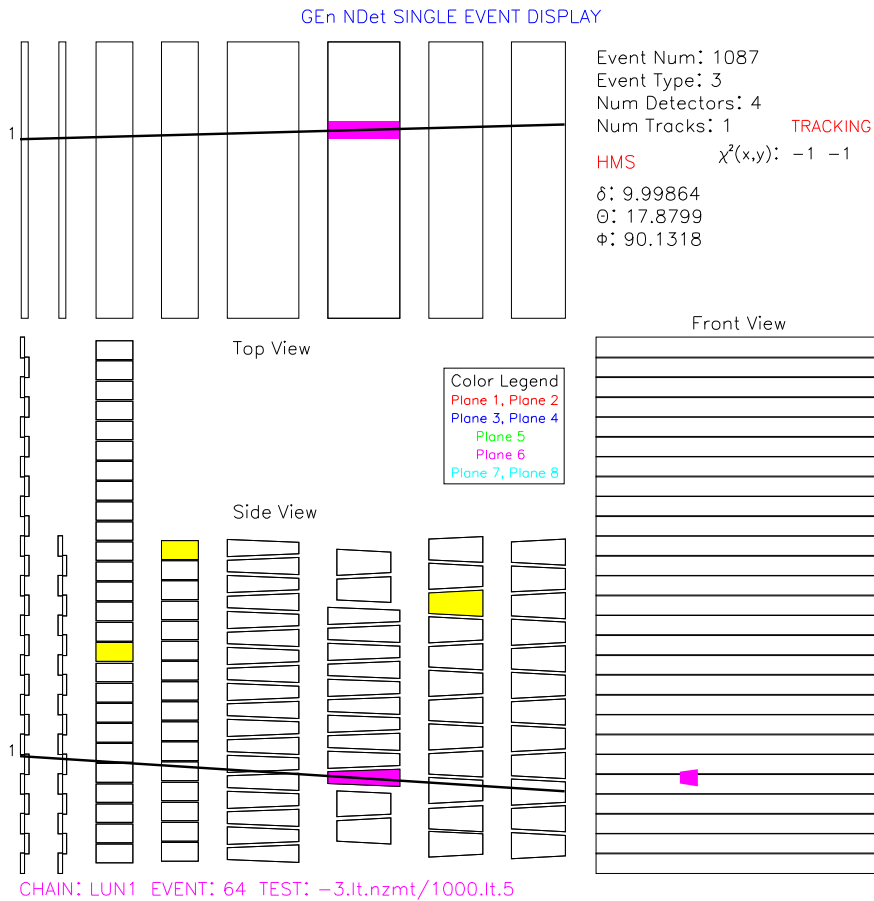 GEn NDet SINGLE EVENT DISPLAY
Event Num: 1087
Event Type: 3
Num Detectors: 4
Num Tracks: 1 TRACKING
χ²(x,y): -1 -1
HMS
δ: 9.99864
Θ: 17.8799
Φ: 90.1318
1
Top View
Front View
Color Legend
Plane 1, Plane 2
Plane 3, Plane 4
Plane 5
Plane 6
Plane 7, Plane 8
Side View
1
CHAIN: LUN1 EVENT: 64 TEST: -3.lt.nzmt/1000.lt.5